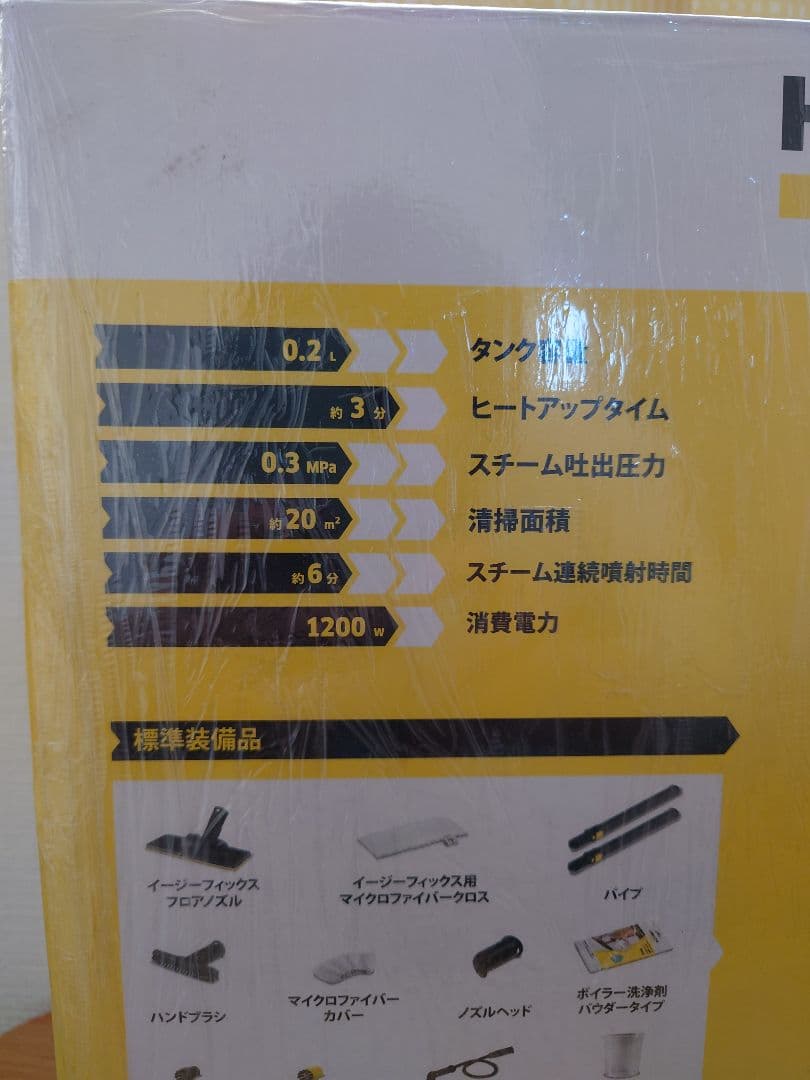 H
0.2 L タンク容量
約 3 分 ヒートアップタイム
0.3 MPa スチーム吐出圧力
約 20 m² 清掃面積
約 6 分 スチーム連続噴射時間
1200 W 消費電力
標準装備品
イージーフィックス
フロアノズル
イージーフィックス用
マイクロファイバークロス
パイプ
ハンドブラシ
マイクロファイバー
カバー
ノズルヘッド
ボイラー洗浄剤
パウダータイプ